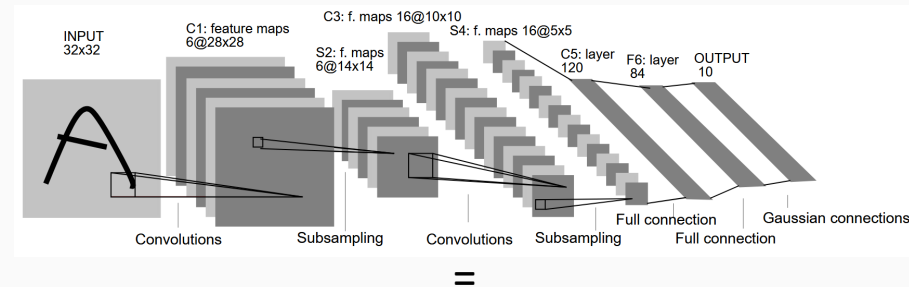 INPUT
32x32
C1: feature maps
6@28x28
S2: f. maps
6@14x14
C3: f. maps 16@10x10
S4: f. maps 16@5x5
C5: layer
120
F6: layer
84
OUTPUT
10
Convolutions
Subsampling
Convolutions
Subsampling
Full connection
Full connection
Gaussian connections
=